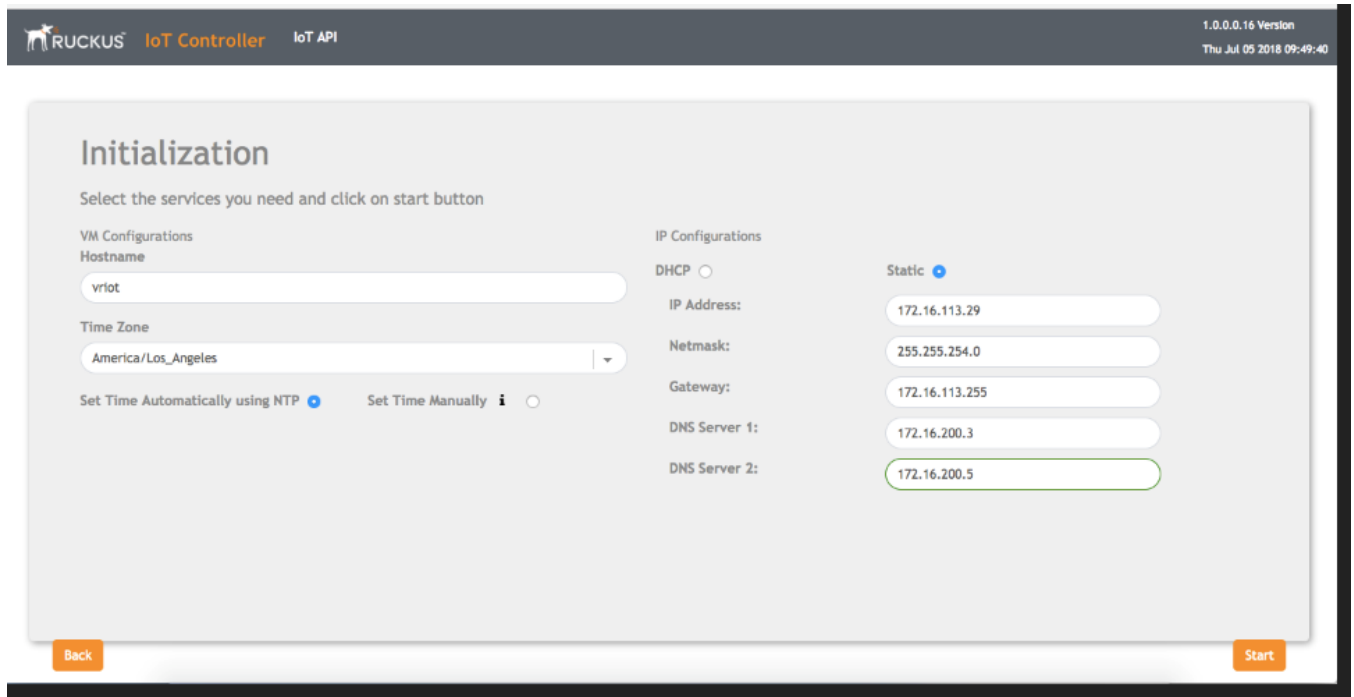 RUCKUS IoT Controller IoT API
1.0.0.0.16 Version
Thu Jul 05 2018 09:49:40
Initialization
Select the services you need and click on start button
VM Configurations
Hostname
vriot
Time Zone
America/Los_Angeles
Set Time Automatically using NTP Set Time Manually i
IP Configurations
DHCP Static
IP Address: 172.16.113.29
Netmask: 255.255.254.0
Gateway: 172.16.113.255
DNS Server 1: 172.16.200.3
DNS Server 2: 172.16.200.5
Back Start